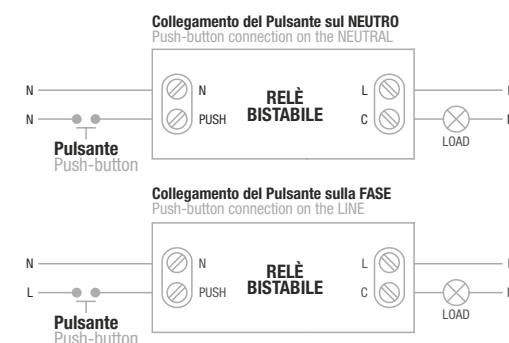 Collegamento del Pulsante sul NEUTRO
Push-button connection on the NEUTRAL
N N RELÈ BISTABILE L
N PUSH C LOAD
Pulsante
Push-button
Collegamento del Pulsante sulla FASE
Push-button connection on the LINE
N N RELÈ BISTABILE L
L PUSH C LOAD
Pulsante
Push-button